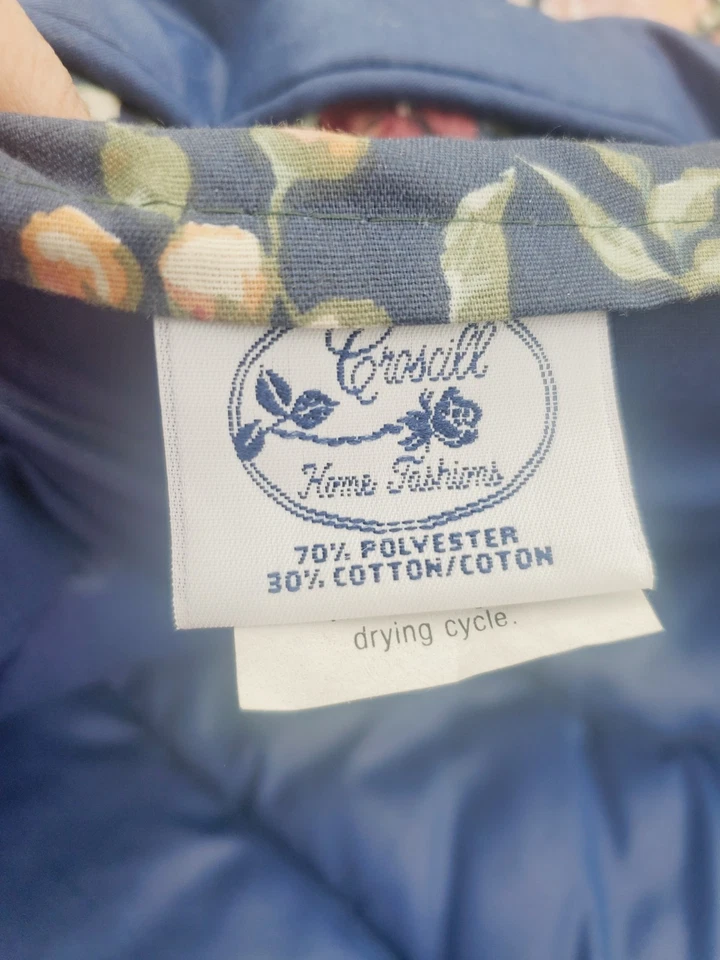 Croscill
Home Fashions
70% POLYESTER
30% COTTON/COTON
drying cycle.